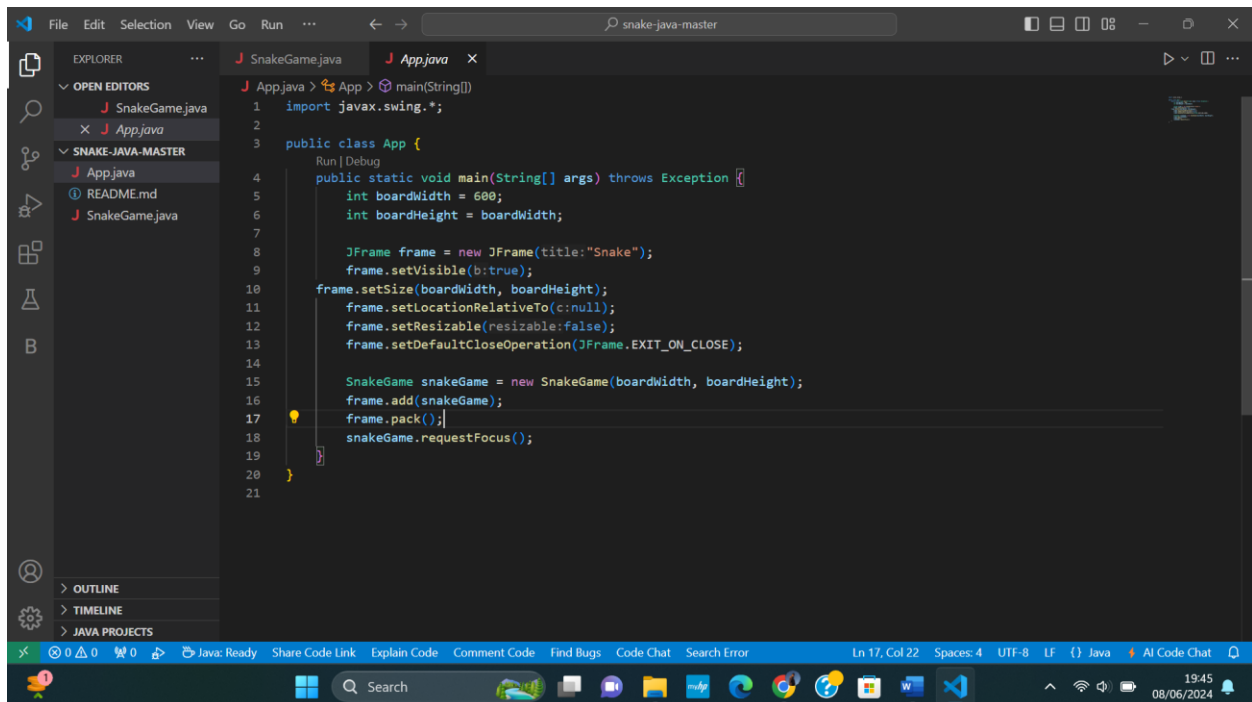 File Edit Selection View Go Run ··· snake-java-master
EXPLORER ···
OPEN EDITORS
J SnakeGame.java
J App.java
SNAKE-JAVA-MASTER
J App.java
README.md
J SnakeGame.java
OUTLINE
TIMELINE
JAVA PROJECTS
J SnakeGame.java J App.java
J App.java > App > main(String[])
1 import javax.swing.*;
2
3 public class App {
Run | Debug
4 public static void main(String[] args) throws Exception {
5 int boardWidth = 600;
6 int boardHeight = boardWidth;
7
8 JFrame frame = new JFrame(title:"Snake");
9 frame.setVisible(b:true);
10 frame.setSize(boardWidth, boardHeight);
11 frame.setLocationRelativeTo(c:null);
12 frame.setResizable(resizable:false);
13 frame.setDefaultCloseOperation(JFrame.EXIT_ON_CLOSE);
14
15 SnakeGame snakeGame = new SnakeGame(boardWidth, boardHeight);
16 frame.add(snakeGame);
17 frame.pack();
18 snakeGame.requestFocus();
19 }
20 }
21
0 0 0 Java: Ready Share Code Link Explain Code Comment Code Find Bugs Code Chat Search Error Ln 17, Col 22 Spaces: 4 UTF-8 LF {} Java AI Code Chat
1 Search 19:45
08/06/2024